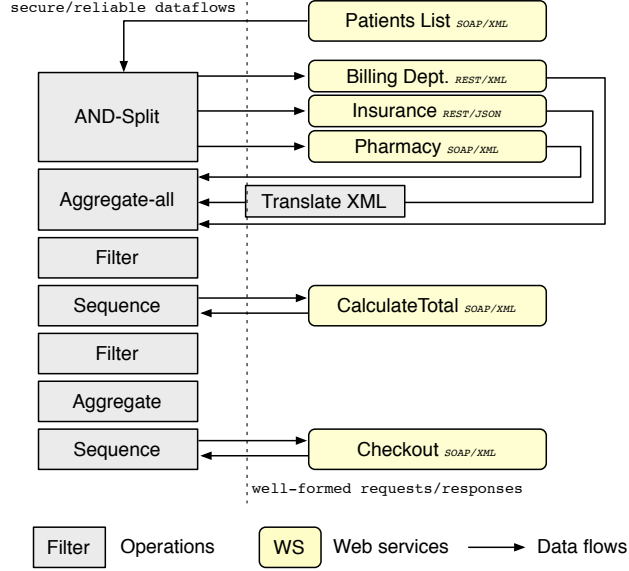 secure/reliable dataflows
Patients List SOAP/XML
AND-Split
Billing Dept. REST/XML
Insurance REST/JSON
Pharmacy SOAP/XML
Aggregate-all
Translate XML
Filter
Sequence
CalculateTotal SOAP/XML
Filter
Aggregate
Sequence
Checkout SOAP/XML
well-formed requests/responses
Filter Operations WS Web services Data flows